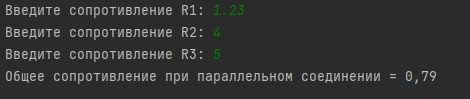 Введите сопротивление R1: 1.23
Введите сопротивление R2: 4
Введите сопротивление R3: 5
Общее сопротивление при параллельном соединении = 0,79